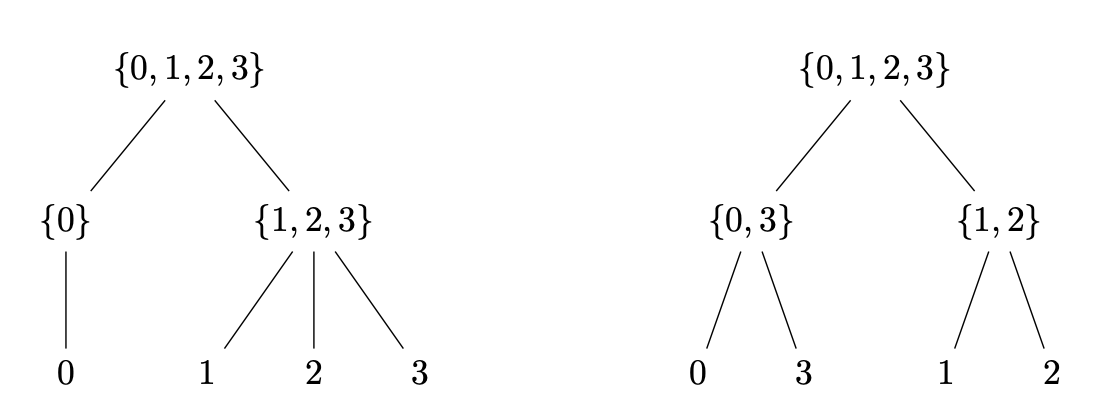 {0, 1, 2, 3} {0, 1, 2, 3}
{0} {1, 2, 3} {0, 3} {1, 2}
0 1 2 3 0 3 1 2